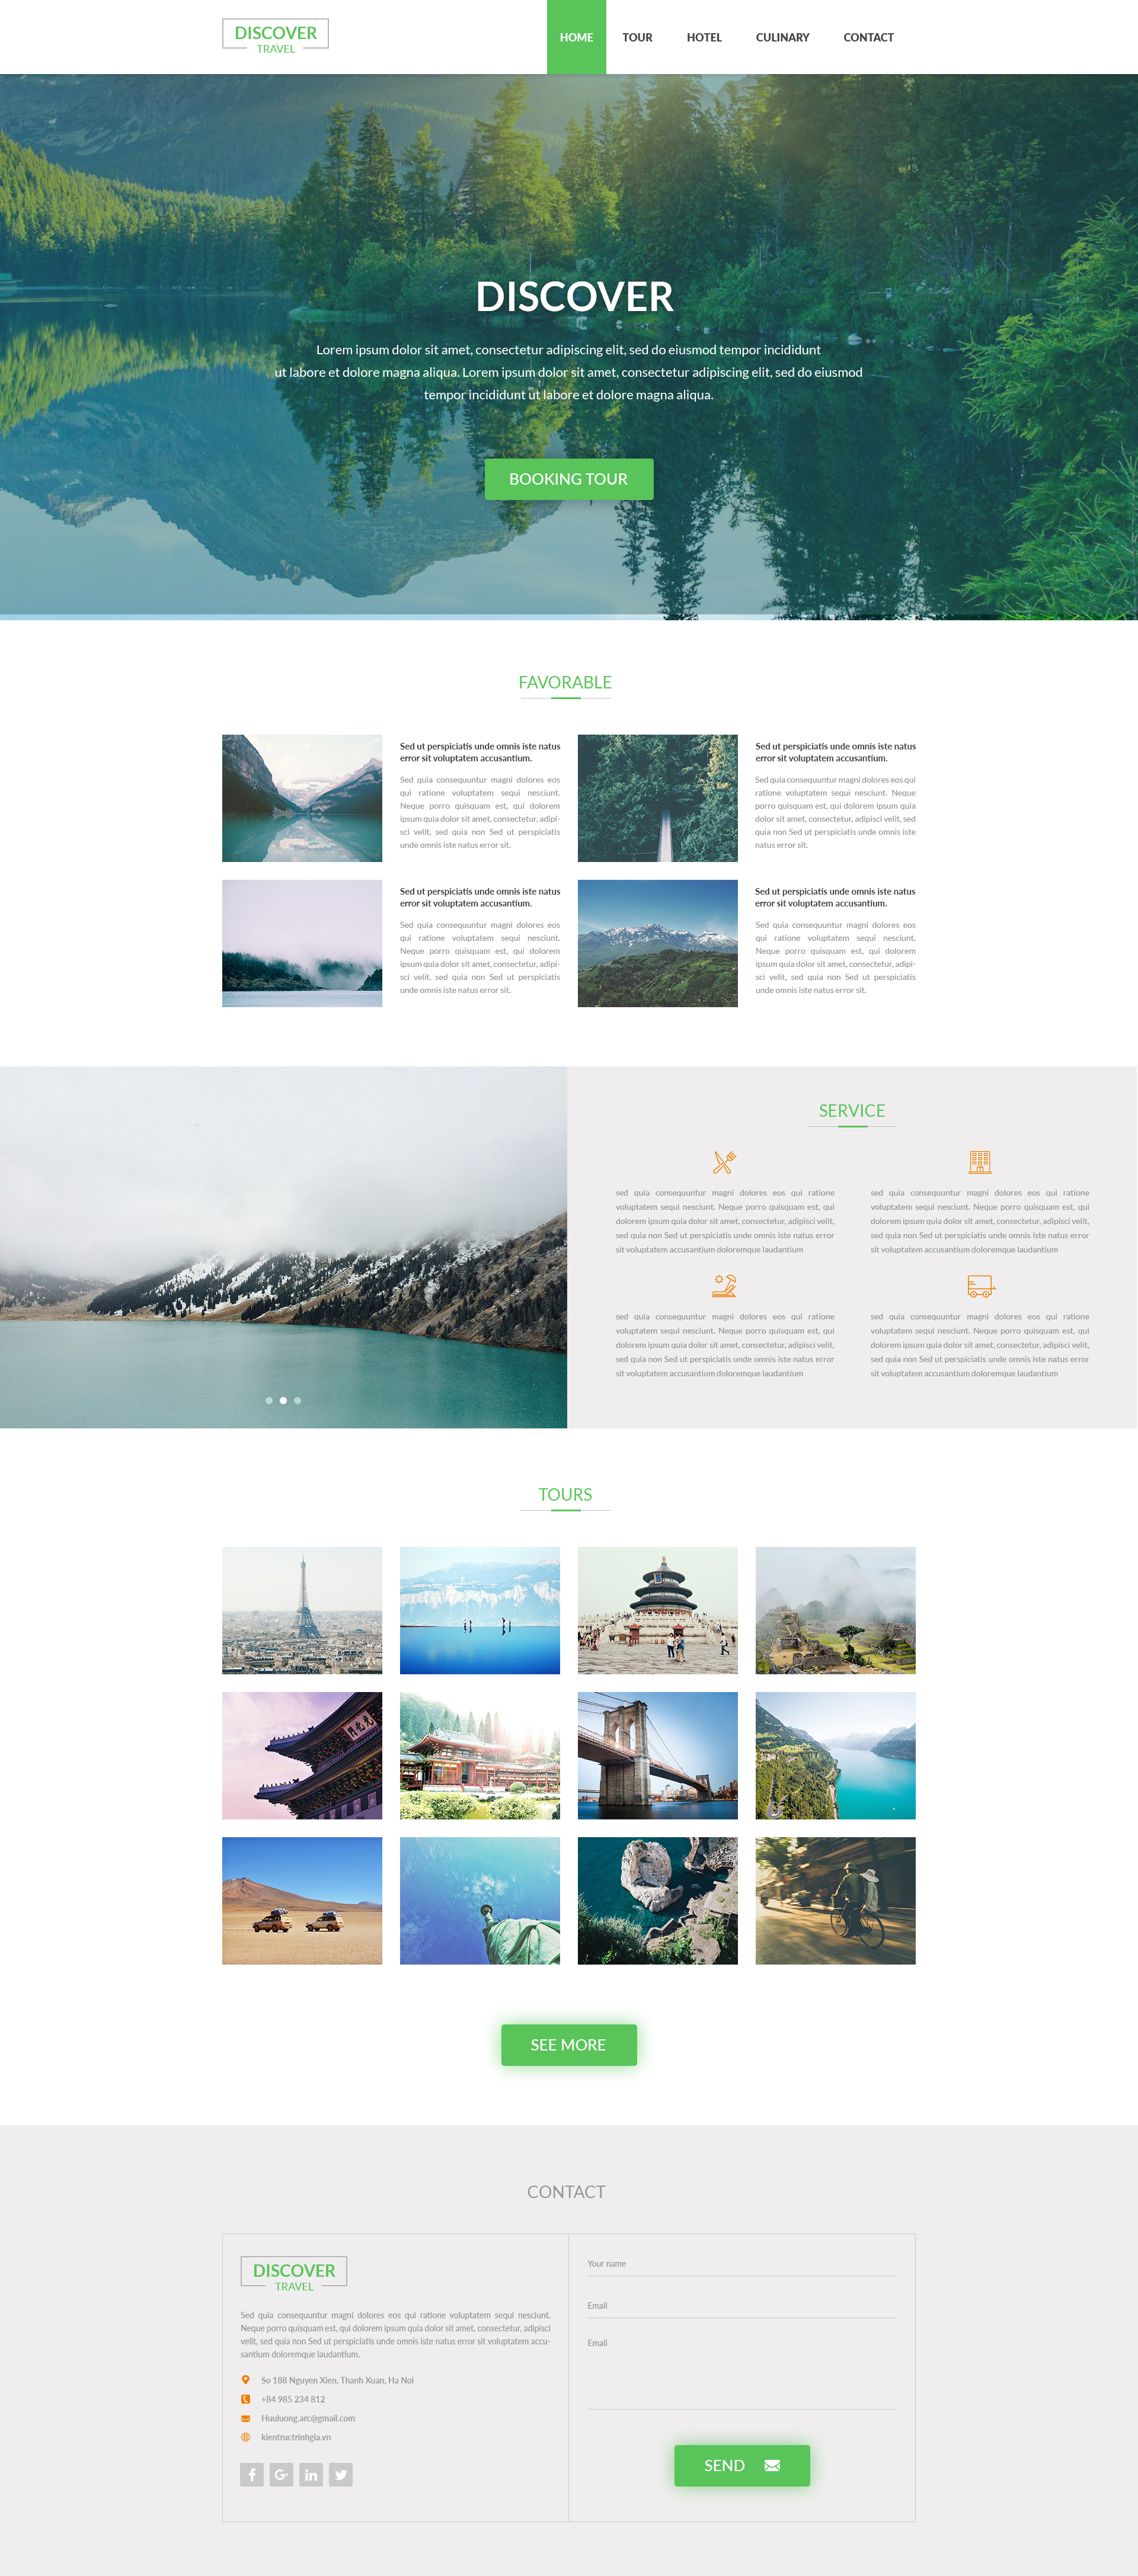 DISCOVER
TRAVEL
HOME
TOUR
HOTEL
CULINARY
CONTACT
DISCOVER
Lorem ipsum dolor sit amet, consectetur adipiscing elit, sed do eiusmod tempor incididunt
ut labore et dolore magna aliqua. Lorem ipsum dolor sit amet, consectetur adipiscing elit, sed do eiusmod
tempor incididunt ut labore et dolore magna aliqua.
BOOKING TOUR
FAVORABLE
Sed ut perspiciatis unde omnis iste natus
error sit voluptatem accusantium.
Sed quia consequuntur magni dolores eos
qui ratione voluptatem sequi nesciunt.
Neque porro quisquam est, qui dolorem
ipsum quia dolor sit amet, consectetur, adipi-
sci velit, sed quia non Sed ut perspiciatis
unde omnis iste natus error sit.
Sed ut perspiciatis unde omnis iste natus
error sit voluptatem accusantium.
Sed quia consequuntur magni dolores eos qui
ratione voluptatem sequi nesciunt. Neque
porro quisquam est, qui dolorem ipsum quia
dolor sit amet, consectetur, adipisci velit, sed
quia non Sed ut perspiciatis unde omnis iste
natus error sit.
Sed ut perspiciatis unde omnis iste natus
error sit voluptatem accusantium.
Sed quia consequuntur magni dolores eos
qui ratione voluptatem sequi nesciunt.
Neque porro quisquam est, qui dolorem
ipsum quia dolor sit amet, consectetur, adipi-
sci velit, sed quia non Sed ut perspiciatis
unde omnis iste natus error sit.
Sed ut perspiciatis unde omnis iste natus
error sit voluptatem accusantium.
Sed quia consequuntur magni dolores eos
qui ratione voluptatem sequi nesciunt.
Neque porro quisquam est, qui dolorem
ipsum quia dolor sit amet, consectetur, adipi-
sci velit, sed quia non Sed ut perspiciatis
unde omnis iste natus error sit.
SERVICE
sed quia consequuntur magni dolores eos qui ratione
voluptatem sequi nesciunt. Neque porro quisquam est, qui
dolorem ipsum quia dolor sit amet, consectetur, adipisci velit,
sed quia non Sed ut perspiciatis unde omnis iste natus error
sit voluptatem accusantium doloremque laudantium
sed quia consequuntur magni dolores eos qui ratione
voluptatem sequi nesciunt. Neque porro quisquam est, qui
dolorem ipsum quia dolor sit amet, consectetur, adipisci velit,
sed quia non Sed ut perspiciatis unde omnis iste natus error
sit voluptatem accusantium doloremque laudantium
sed quia consequuntur magni dolores eos qui ratione
voluptatem sequi nesciunt. Neque porro quisquam est, qui
dolorem ipsum quia dolor sit amet, consectetur, adipisci velit,
sed quia non Sed ut perspiciatis unde omnis iste natus error
sit voluptatem accusantium doloremque laudantium
sed quia consequuntur magni dolores eos qui ratione
voluptatem sequi nesciunt. Neque porro quisquam est, qui
dolorem ipsum quia dolor sit amet, consectetur, adipisci velit,
sed quia non Sed ut perspiciatis unde omnis iste natus error
sit voluptatem accusantium doloremque laudantium
TOURS
門化光
SEE MORE
CONTACT
DISCOVER
TRAVEL
Sed quia consequuntur magni dolores eos qui ratione voluptatem sequi nesciunt.
Neque porro quisquam est, qui dolorem ipsum quia dolor sit amet, consectetur, adipisci
velit, sed quia non Sed ut perspiciatis unde omnis iste natus error sit voluptatem accu-
santium doloremque laudantium.
So 188 Nguyen Xien, Thanh Xuan, Ha Noi
+84 985 234 812
Huuluong.arc@gmail.com
kientructrinhgia.vn
Your name
Email
Email
SEND